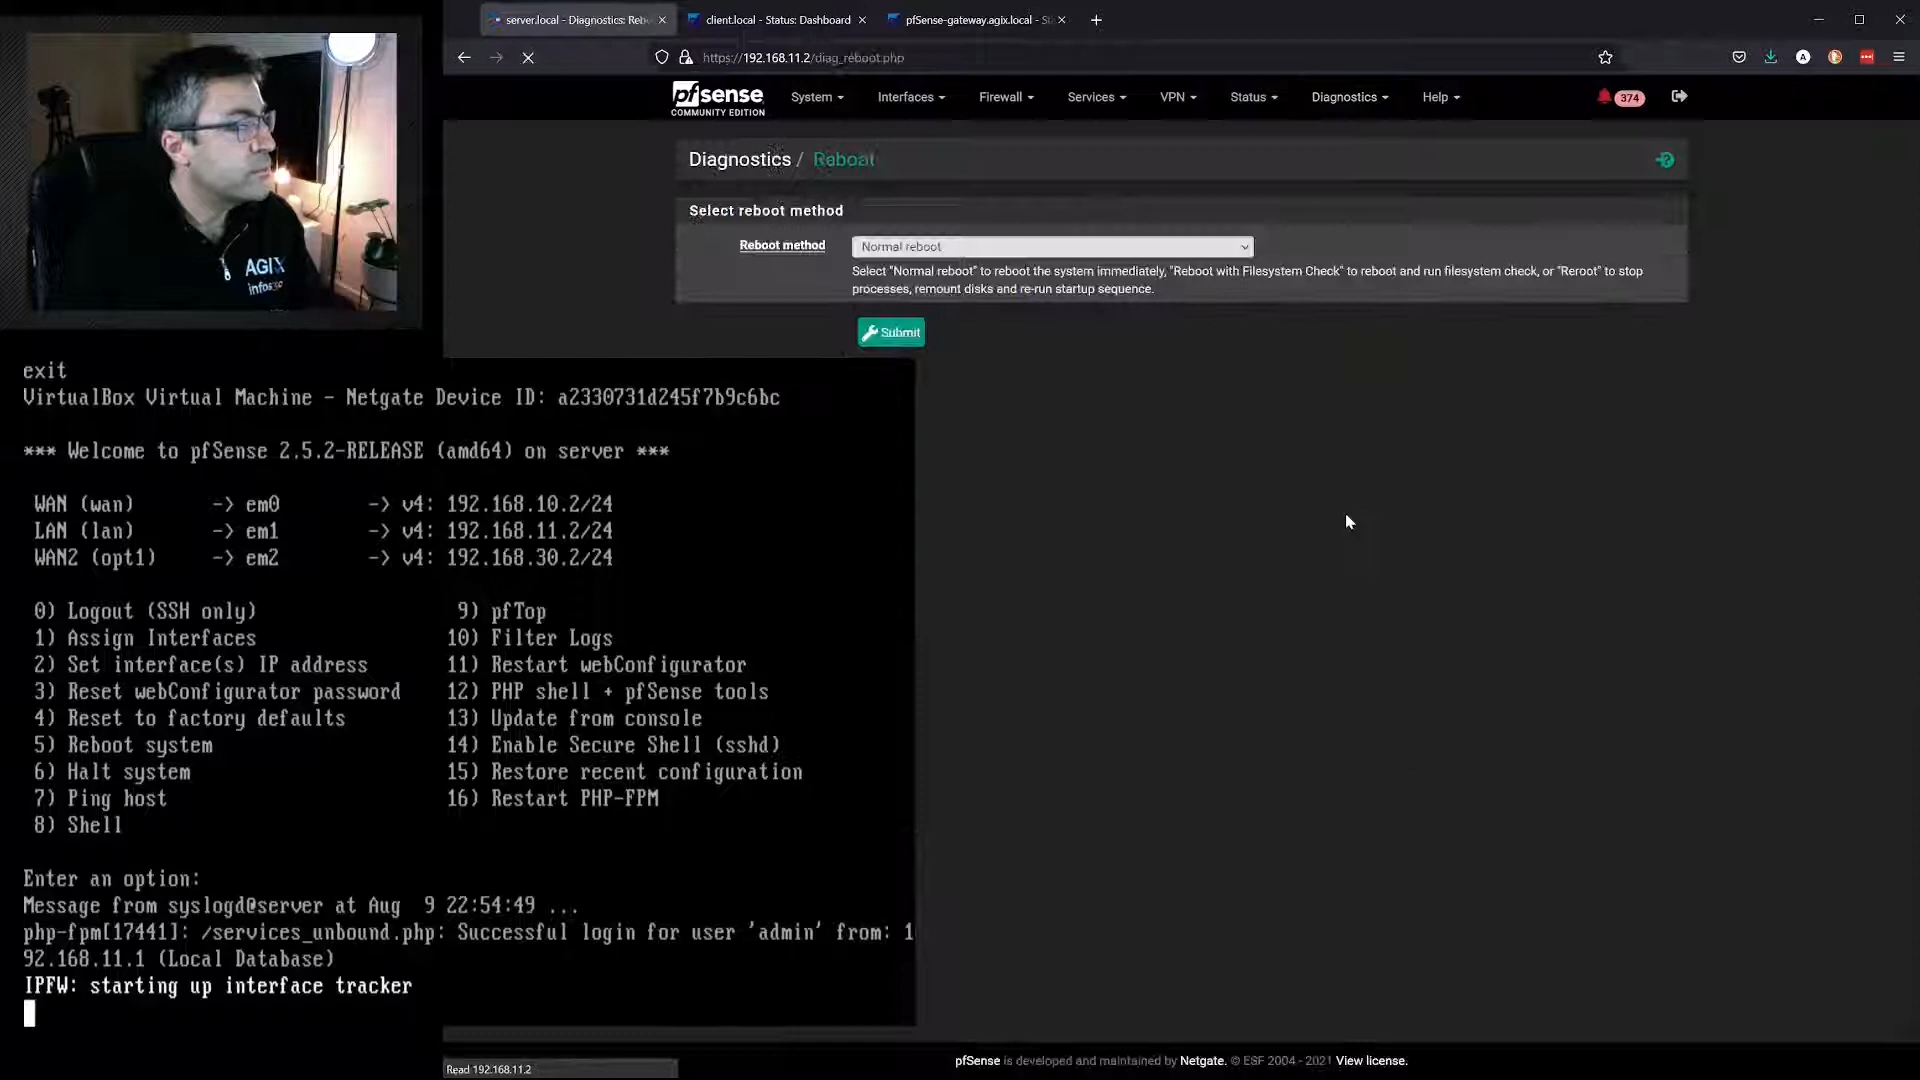 server.local - Diagnostics: Reb
client.local - Status: Dashboard
pfSense-gateway.agix.local - S
https://192.168.11.2/diag_reboot.php
pfsense
COMMUNITY EDITION
System
Interfaces
Firewall
Services
VPN
Status
Diagnostics
Help
374
Diagnostics / Reboot
Select reboot method
Reboot method
Normal reboot
Select "Normal reboot" to reboot the system immediately, "Reboot with Filesystem Check" to reboot and run filesystem check, or "Reroot" to stop
processes, remount disks and re-run startup sequence.
Submit
AGIX
exit
VirtualBox Virtual Machine - Netgate Device ID: a2330731d245f7b9c6bc
*** Welcome to pfSense 2.5.2-RELEASE (amd64) on server ***
WAN (wan) -> em0 -> v4: 192.168.10.2/24
LAN (lan) -> em1 -> v4: 192.168.11.2/24
WAN2 (opt1) -> em2 -> v4: 192.168.30.2/24
0) Logout (SSH only) 9) pfTop
1) Assign Interfaces 10) Filter Logs
2) Set interface(s) IP address 11) Restart webConfigurator
3) Reset webConfigurator password 12) PHP shell + pfSense tools
4) Reset to factory defaults 13) Update from console
5) Reboot system 14) Enable Secure Shell (sshd)
6) Halt system 15) Restore recent configuration
7) Ping host 16) Restart PHP-FPM
8) Shell
Enter an option:
Message from syslogd@server at Aug 9 22:54:49 ...
php-fpm[17441]: /services_unbound.php: Successful login for user 'admin' from: 1
92.168.11.1 (Local Database)
IPFW: starting up interface tracker
Read 192.168.11.2
pfSense is developed and maintained by Netgate. © ESF 2004 - 2021 View license.